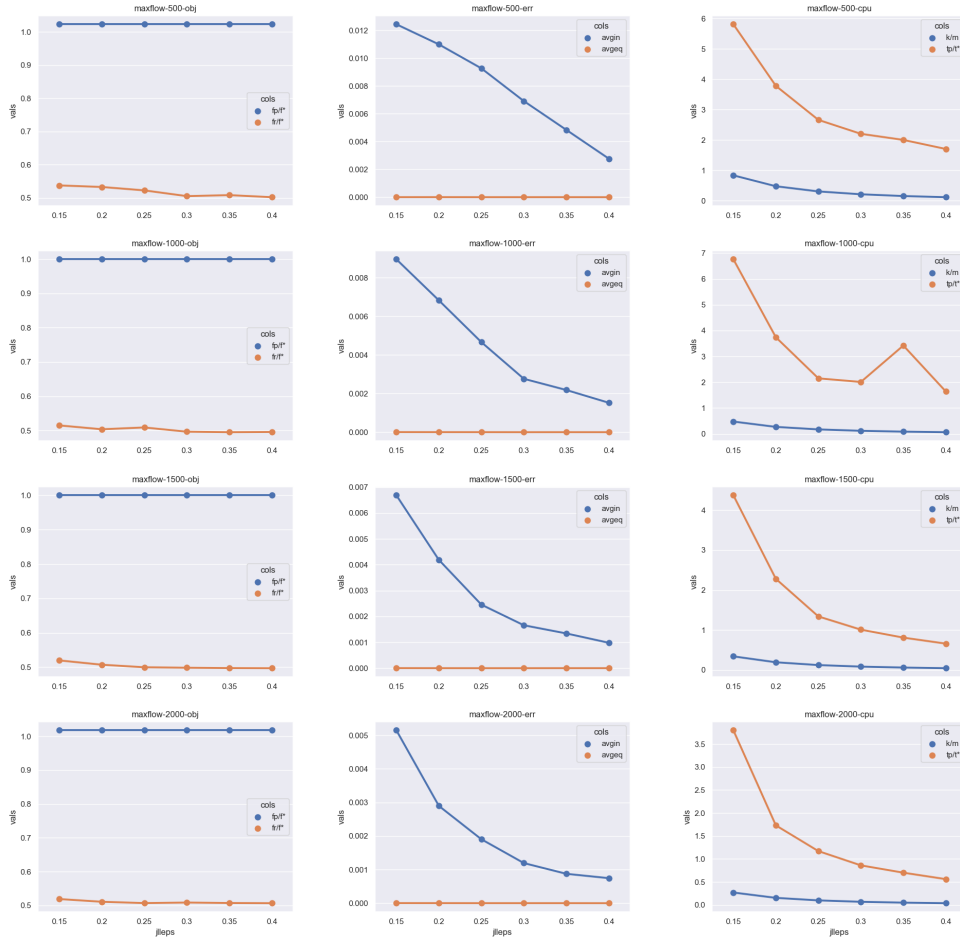 maxflow-500-obj
vals
1.0
0.9
0.8
0.7
0.6
0.5
0.15 0.2 0.25 0.3 0.35 0.4
cols
fp/f*
fr/f*
maxflow-500-err
vals
0.012
0.010
0.008
0.006
0.004
0.002
0.000
0.15 0.2 0.25 0.3 0.35 0.4
cols
avgin
avgeq
maxflow-500-cpu
vals
6
5
4
3
2
1
0
0.15 0.2 0.25 0.3 0.35 0.4
cols
k/m
tp/t*
maxflow-1000-obj
vals
1.0
0.9
0.8
0.7
0.6
0.5
0.15 0.2 0.25 0.3 0.35 0.4
cols
fp/f*
fr/f*
maxflow-1000-err
vals
0.008
0.006
0.004
0.002
0.000
0.15 0.2 0.25 0.3 0.35 0.4
cols
avgin
avgeq
maxflow-1000-cpu
vals
7
6
5
4
3
2
1
0
0.15 0.2 0.25 0.3 0.35 0.4
cols
k/m
tp/t*
maxflow-1500-obj
vals
1.0
0.9
0.8
0.7
0.6
0.5
0.15 0.2 0.25 0.3 0.35 0.4
cols
fp/f*
fr/f*
maxflow-1500-err
vals
0.007
0.006
0.005
0.004
0.003
0.002
0.001
0.000
0.15 0.2 0.25 0.3 0.35 0.4
cols
avgin
avgeq
maxflow-1500-cpu
vals
4
3
2
1
0
0.15 0.2 0.25 0.3 0.35 0.4
cols
k/m
tp/t*
maxflow-2000-obj
vals
1.0
0.9
0.8
0.7
0.6
0.5
0.15 0.2 0.25 0.3 0.35 0.4
jlleps
cols
fp/f*
fr/f*
maxflow-2000-err
vals
0.005
0.004
0.003
0.002
0.001
0.000
0.15 0.2 0.25 0.3 0.35 0.4
jlleps
cols
avgin
avgeq
maxflow-2000-cpu
vals
3.5
3.0
2.5
2.0
1.5
1.0
0.5
0.0
0.15 0.2 0.25 0.3 0.35 0.4
jlleps
cols
k/m
tp/t*